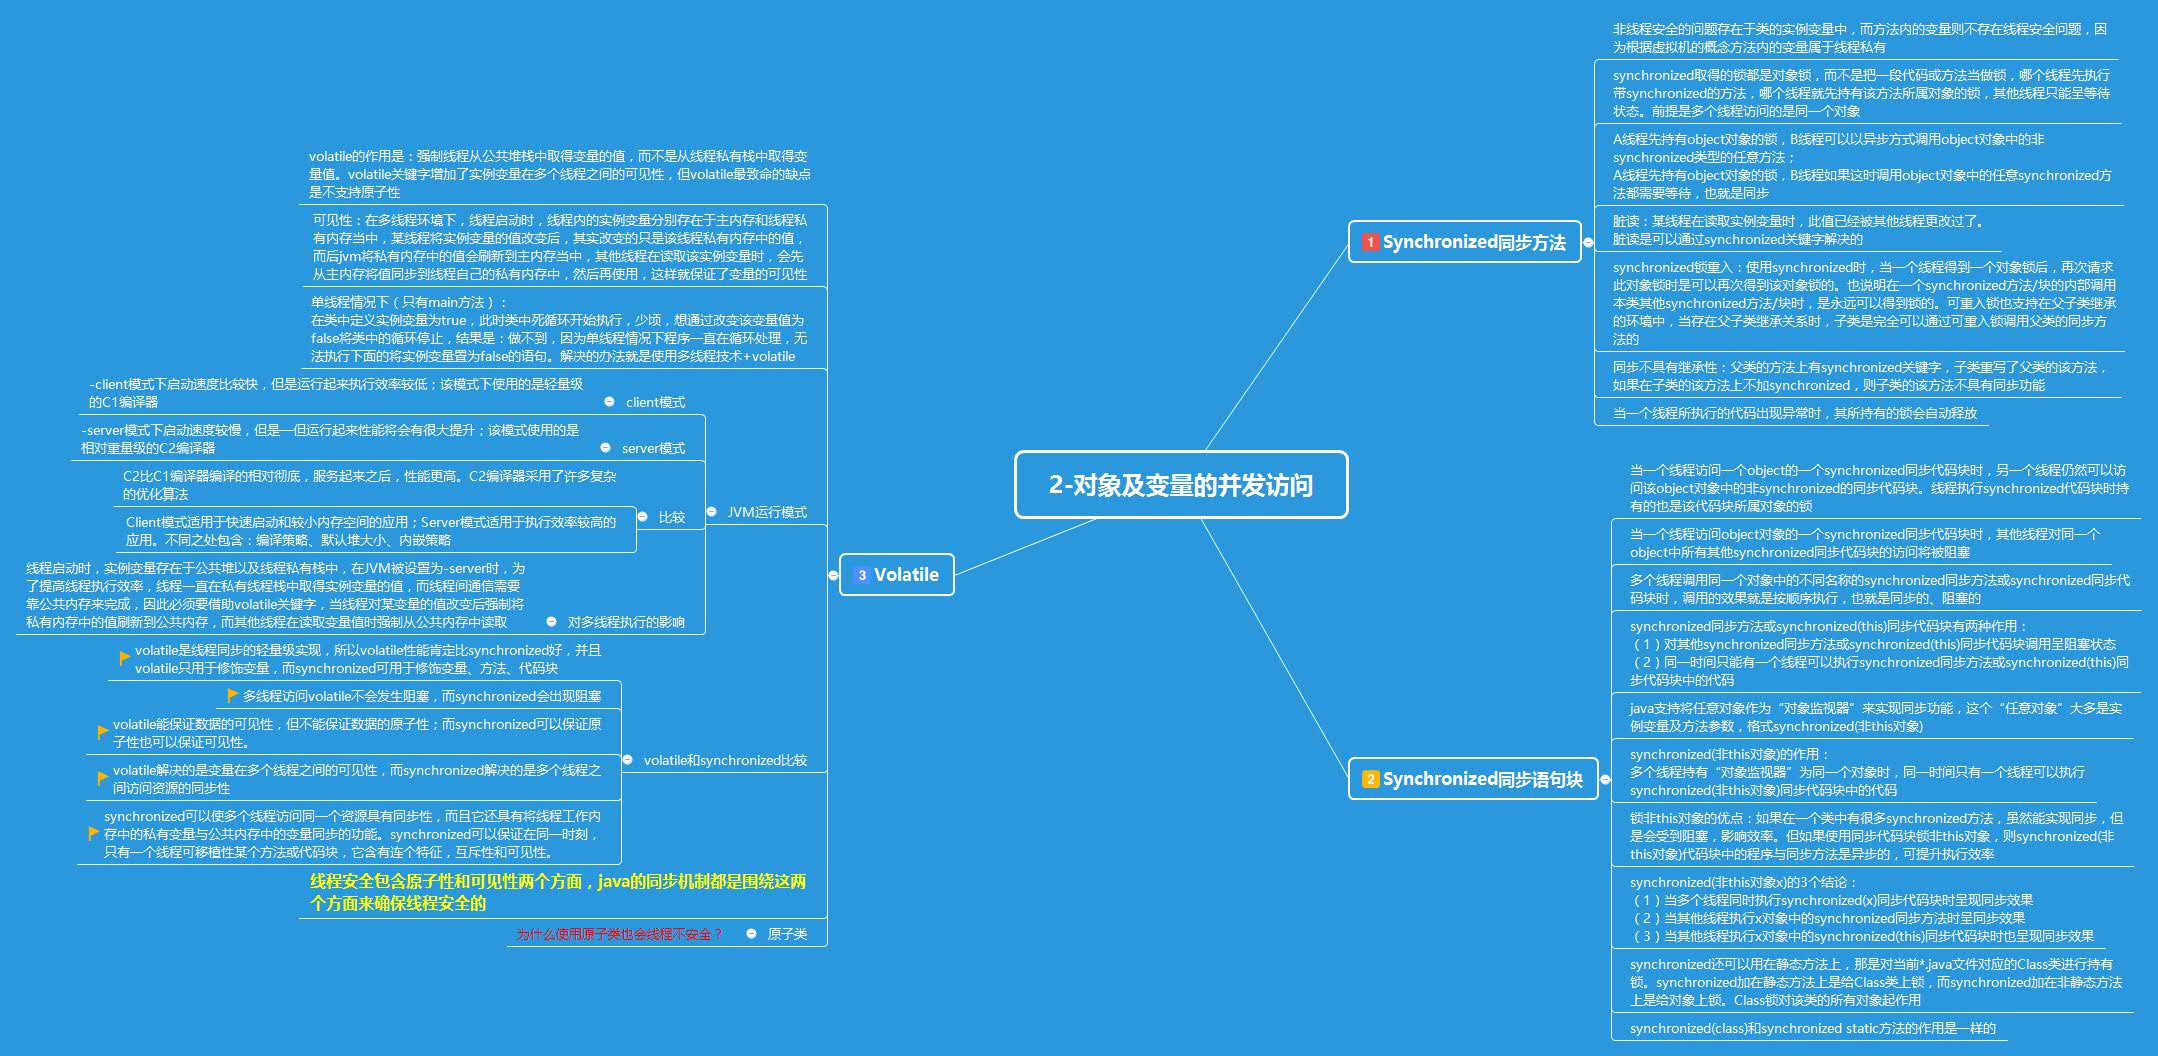 2-对象及变量的并发访问
1 Synchronized同步方法
非线程安全的问题存在于类的实例变量中，而方法内的变量则不存在线程安全问题，因
为根据虚拟机的概念方法内的变量属于线程私有
synchronized取得的锁都是对象锁，而不是把一段代码或方法当做锁，哪个线程先执行
带synchronized的方法，哪个线程就先持有该方法所属对象的锁，其他线程只能呈等待
状态。前提是多个线程访问的是同一个对象
A线程先持有object对象的锁，B线程可以以异步方式调用object对象中的非
synchronized类型的任意方法；
A线程先持有object对象的锁，B线程如果这时调用object对象中的任意synchronized方
法都需要等待，也就是同步
脏读：某线程在读取实例变量时，此值已经被其他线程更改过了。
脏读是可以通过synchronized关键字解决的
synchronized锁重入：使用synchronized时，当一个线程得到一个对象锁后，再次请求
此对象锁时是可以再次得到该对象锁的。也说明在一个synchronized方法/块的内部调用
本类其他synchronized方法/块时，是永远可以得到锁的。可重入锁也支持在父子类继承
的环境中，当存在父子类继承关系时，子类是完全可以通过可重入锁调用父类的同步方
法的
同步不具有继承性：父类的方法上有synchronized关键字，子类重写了父类的该方法，
如果在子类的该方法上不加synchronized，则子类的该方法不具有同步功能
当一个线程所执行的代码出现异常时，其所持有的锁会自动释放
2 Synchronized同步语句块
当一个线程访问一个object的一个synchronized同步代码块时，另一个线程仍然可以访
问该object对象中的非synchronized的同步代码块。线程执行synchronized代码块时持
有的也是该代码块所属对象的锁
当一个线程访问object对象的一个synchronized同步代码块时，其他线程对同一个
object中所有其他synchronized同步代码块的访问将被阻塞
多个线程调用同一个对象中的不同名称的synchronized同步方法或synchronized同步代
码块时，调用的效果就是按顺序执行，也就是同步的、阻塞的
synchronized同步方法或synchronized(this)同步代码块有两种作用：
（1）对其他synchronized同步方法或synchronized(this)同步代码块调用呈阻塞状态
（2）同一时间只能有一个线程可以执行synchronized同步方法或synchronized(this)同
步代码块中的代码
java支持将任意对象作为“对象监视器”来实现同步功能，这个“任意对象”大多是实
例变量及方法参数，格式synchronized(非this对象)
synchronized(非this对象)的作用：
多个线程持有“对象监视器”为同一个对象时，同一时间只有一个线程可以执行
synchronized(非this对象)同步代码块中的代码
锁非this对象的优点：如果在一个类中有很多synchronized方法，虽然能实现同步，但
是会受到阻塞，影响效率。但如果使用同步代码块锁非this对象，则synchronized(非
this对象)代码块中的程序与同步方法是异步的，可提升执行效率
synchronized(非this对象x)的3个结论：
（1）当多个线程同时执行synchronized(x)同步代码块时呈现同步效果
（2）当其他线程执行x对象中的synchronized同步方法时呈同步效果
（3）当其他线程执行x对象中的synchronized(this)同步代码块时也呈现同步效果
synchronized还可以用在静态方法上，那是对当前*.java文件对应的Class类进行持有
锁。synchronized加在静态方法上是给Class类上锁，而synchronized加在非静态方法
上是给对象上锁。Class锁对该类的所有对象起作用
synchronized(class)和synchronized static方法的作用是一样的
3 Volatile
volatile的作用是：强制线程从公共堆栈中取得变量的值，而不是从线程私有栈中取得变
量值。volatile关键字增加了实例变量在多个线程之间的可见性，但volatile最致命的缺点
是不支持原子性
可见性：在多线程环境下，线程启动时，线程内的实例变量分别存在于主内存和线程私
有内存当中，某线程将实例变量的值改变后，其实改变的只是该线程私有内存中的值，
而后jvm将私有内存中的值会刷新到主内存当中，其他线程在读取该实例变量时，会先
从主内存将值同步到线程自己的私有内存中，然后再使用，这样就保证了变量的可见性
单线程情况下（只有main方法）：
在类中定义实例变量为true，此时类中死循环开始执行，少顷，想通过改变该变量值为
false将类中的循环停止，结果是：做不到，因为单线程情况下程序一直在循环处理，无
法执行下面的将实例变量置为false的语句。解决的办法就是使用多线程技术+volatile
JVM运行模式
client模式
-client模式下启动速度比较快，但是运行起来执行效率较低；该模式下使用的是轻量级
的C1编译器
server模式
-server模式下启动速度较慢，但是一但运行起来性能将会有很大提升；该模式使用的是
相对重量级的C2编译器
比较
C2比C1编译器编译的相对彻底，服务起来之后，性能更高。C2编译器采用了许多复杂
的优化算法
Client模式适用于快速启动和较小内存空间的应用；Server模式适用于执行效率较高的
应用。不同之处包含：编译策略、默认堆大小、内嵌策略
对多线程执行的影响
线程启动时，实例变量存在于公共堆以及线程私有栈中，在JVM被设置为-server时，为
了提高线程执行效率，线程一直在私有线程栈中取得实例变量的值，而线程间通信需要
靠公共内存来完成，因此必须要借助volatile关键字，当线程对某变量的值改变后强制将
私有内存中的值刷新到公共内存，而其他线程在读取变量值时强制从公共内存中读取
volatile和synchronized比较
volatile是线程同步的轻量级实现，所以volatile性能肯定比synchronized好，并且
volatile只用于修饰变量，而synchronized可用于修饰变量、方法、代码块
多线程访问volatile不会发生阻塞，而synchronized会出现阻塞
volatile能保证数据的可见性，但不能保证数据的原子性；而synchronized可以保证原
子性也可以保证可见性。
volatile解决的是变量在多个线程之间的可见性，而synchronized解决的是多个线程之
间访问资源的同步性
synchronized可以使多个线程访问同一个资源具有同步性，而且它还具有将线程工作内
存中的私有变量与公共内存中的变量同步的功能。synchronized可以保证在同一时刻，
只有一个线程可移植性某个方法或代码块，它含有连个特征，互斥性和可见性。
线程安全包含原子性和可见性两个方面，java的同步机制都是围绕这两
个方面来确保线程安全的
原子类
为什么使用原子类也会线程不安全？